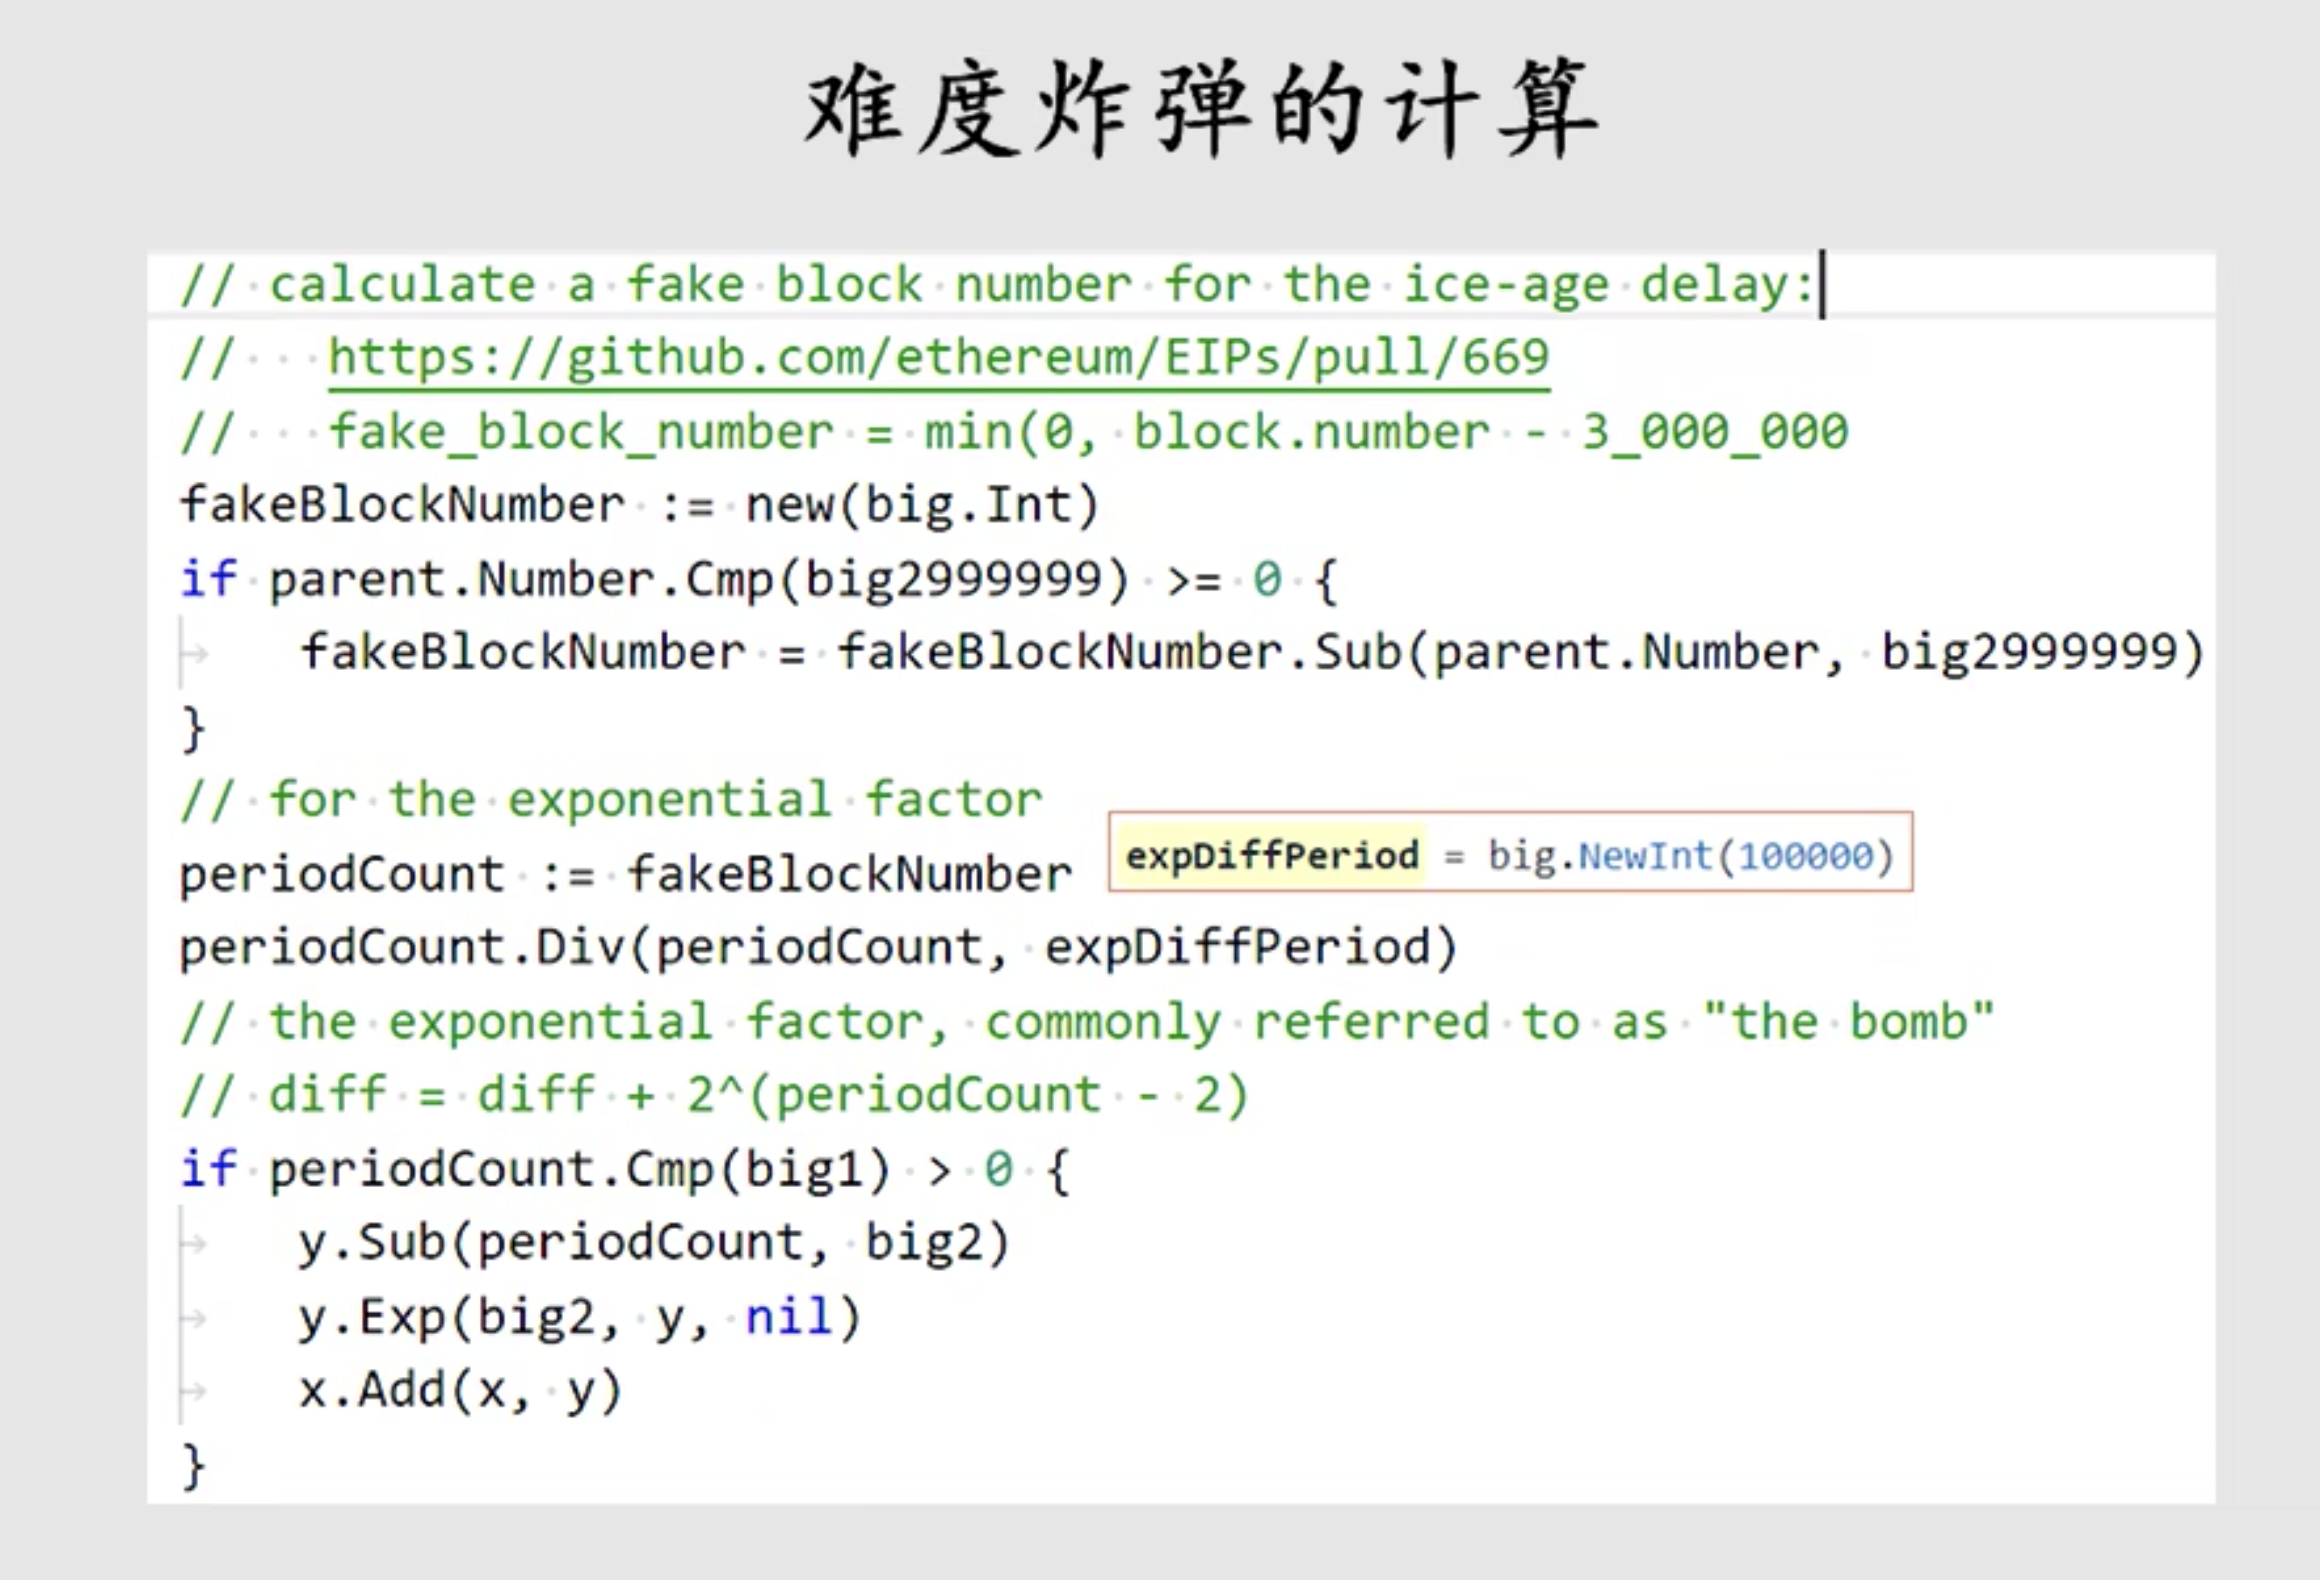 难度炸弹的计算
// calculate a fake block number for the ice-age delay:
//   https://github.com/ethereum/EIPs/pull/669
//   fake_block_number = min(0, block.number - 3_000_000
fakeBlockNumber := new(big.Int)
if parent.Number.Cmp(big2999999) >= 0 {
    fakeBlockNumber = fakeBlockNumber.Sub(parent.Number, big2999999)
}
// for the exponential factor
expDiffPeriod = big.NewInt(100000)
periodCount := fakeBlockNumber
periodCount.Div(periodCount, expDiffPeriod)
// the exponential factor, commonly referred to as "the bomb"
// diff = diff + 2^(periodCount - 2)
if periodCount.Cmp(big1) > 0 {
    y.Sub(periodCount, big2)
    y.Exp(big2, y, nil)
    x.Add(x, y)
}